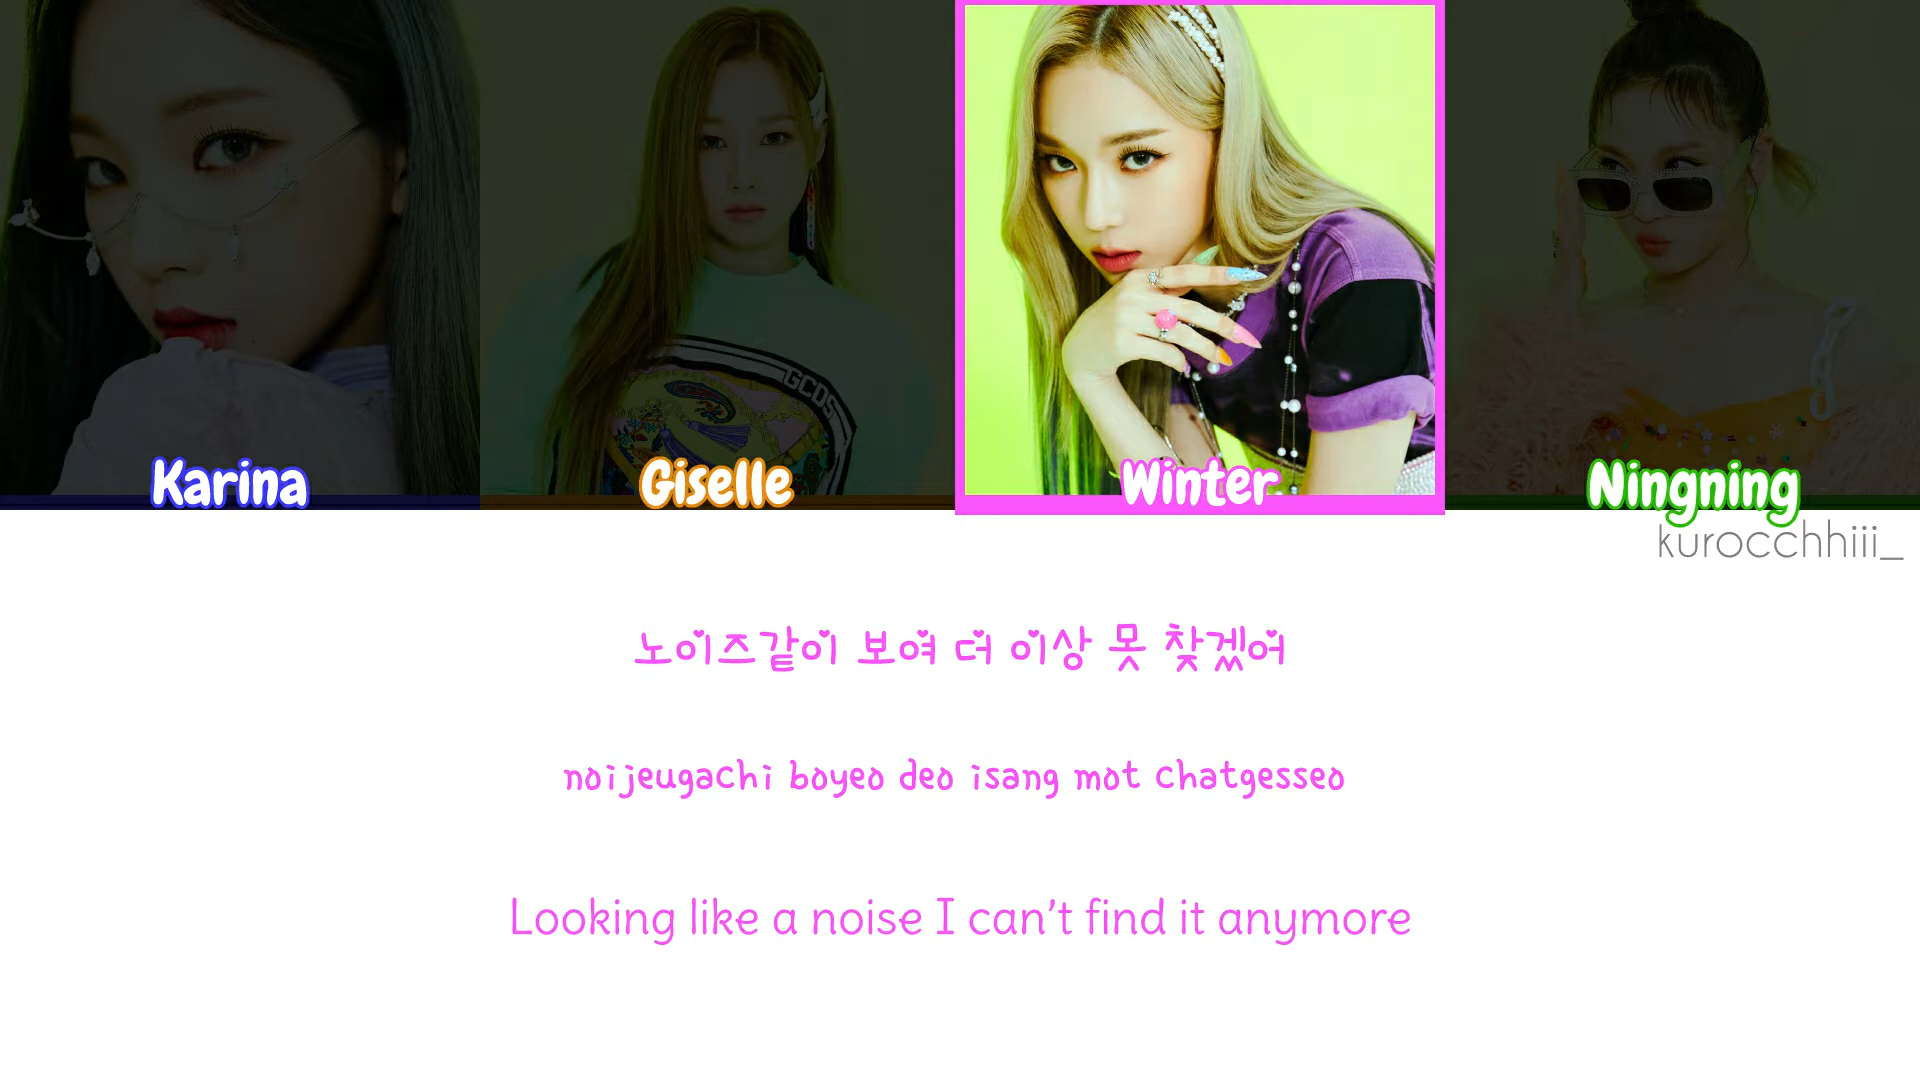 GCDS
Karina
Giselle
Winter
Ningning
kurocchhiii_
노이즈같이 보여 더 이상 못 찾겠어
noijeugachi boyeo deo isang mot chatgesseo
Looking like a noise I can't find it anymore